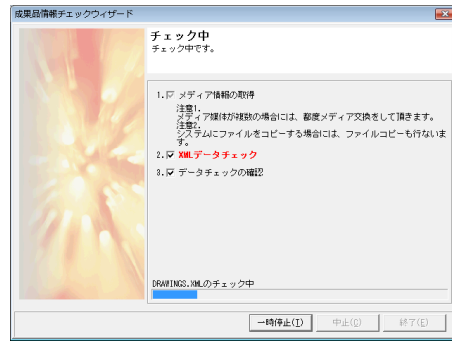 成果品情報チェックウィザード
チェック中
チェック中です。
1. メディア情報の取得
注意1.
メディア媒体が複数の場合には、都度メディア交換をして頂きます。
注意2.
システムにファイルをコピーする場合には、ファイルコピーも行ないま
す。
2. XMLデータチェック
3. データチェックの確認
DRAWINGS.XMLのチェック中
一時停止(I) 中止(C) 終了(E)